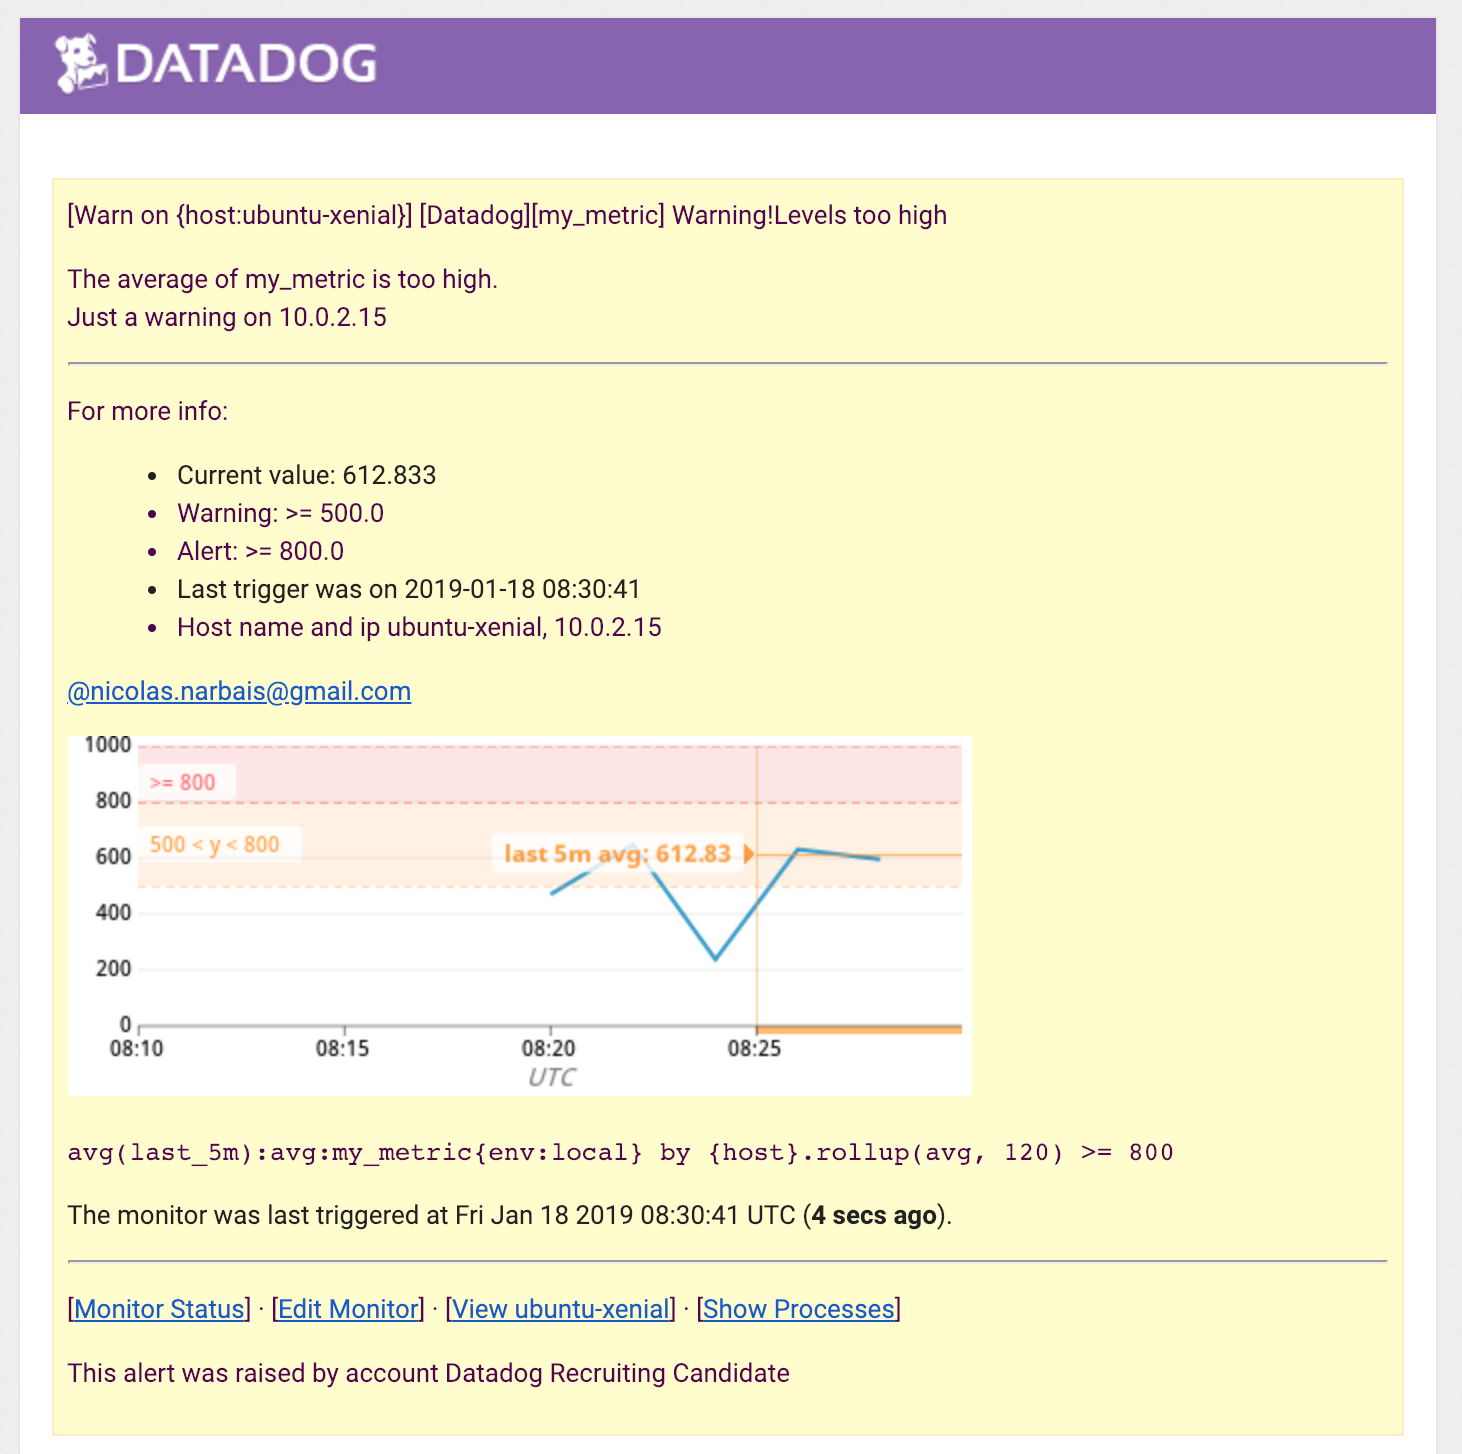 DATADOG
[Warn on {host:ubuntu-xenial}] [Datadog][my_metric] Warning!Levels too high
The average of my_metric is too high.
Just a warning on 10.0.2.15
For more info:
• Current value: 612.833
• Warning: >= 500.0
• Alert: >= 800.0
• Last trigger was on 2019-01-18 08:30:41
• Host name and ip ubuntu-xenial, 10.0.2.15
@nicolas.narbais@gmail.com
1000
>= 800
800
500 < y < 800
600
last 5m avg: 612.83
400
200
0
08:10 08:15 08:20 08:25
UTC
avg(last_5m):avg:my_metric{env:local} by {host}.rollup(avg, 120) >= 800
The monitor was last triggered at Fri Jan 18 2019 08:30:41 UTC (4 secs ago).
[Monitor Status] · [Edit Monitor] · [View ubuntu-xenial] · [Show Processes]
This alert was raised by account Datadog Recruiting Candidate